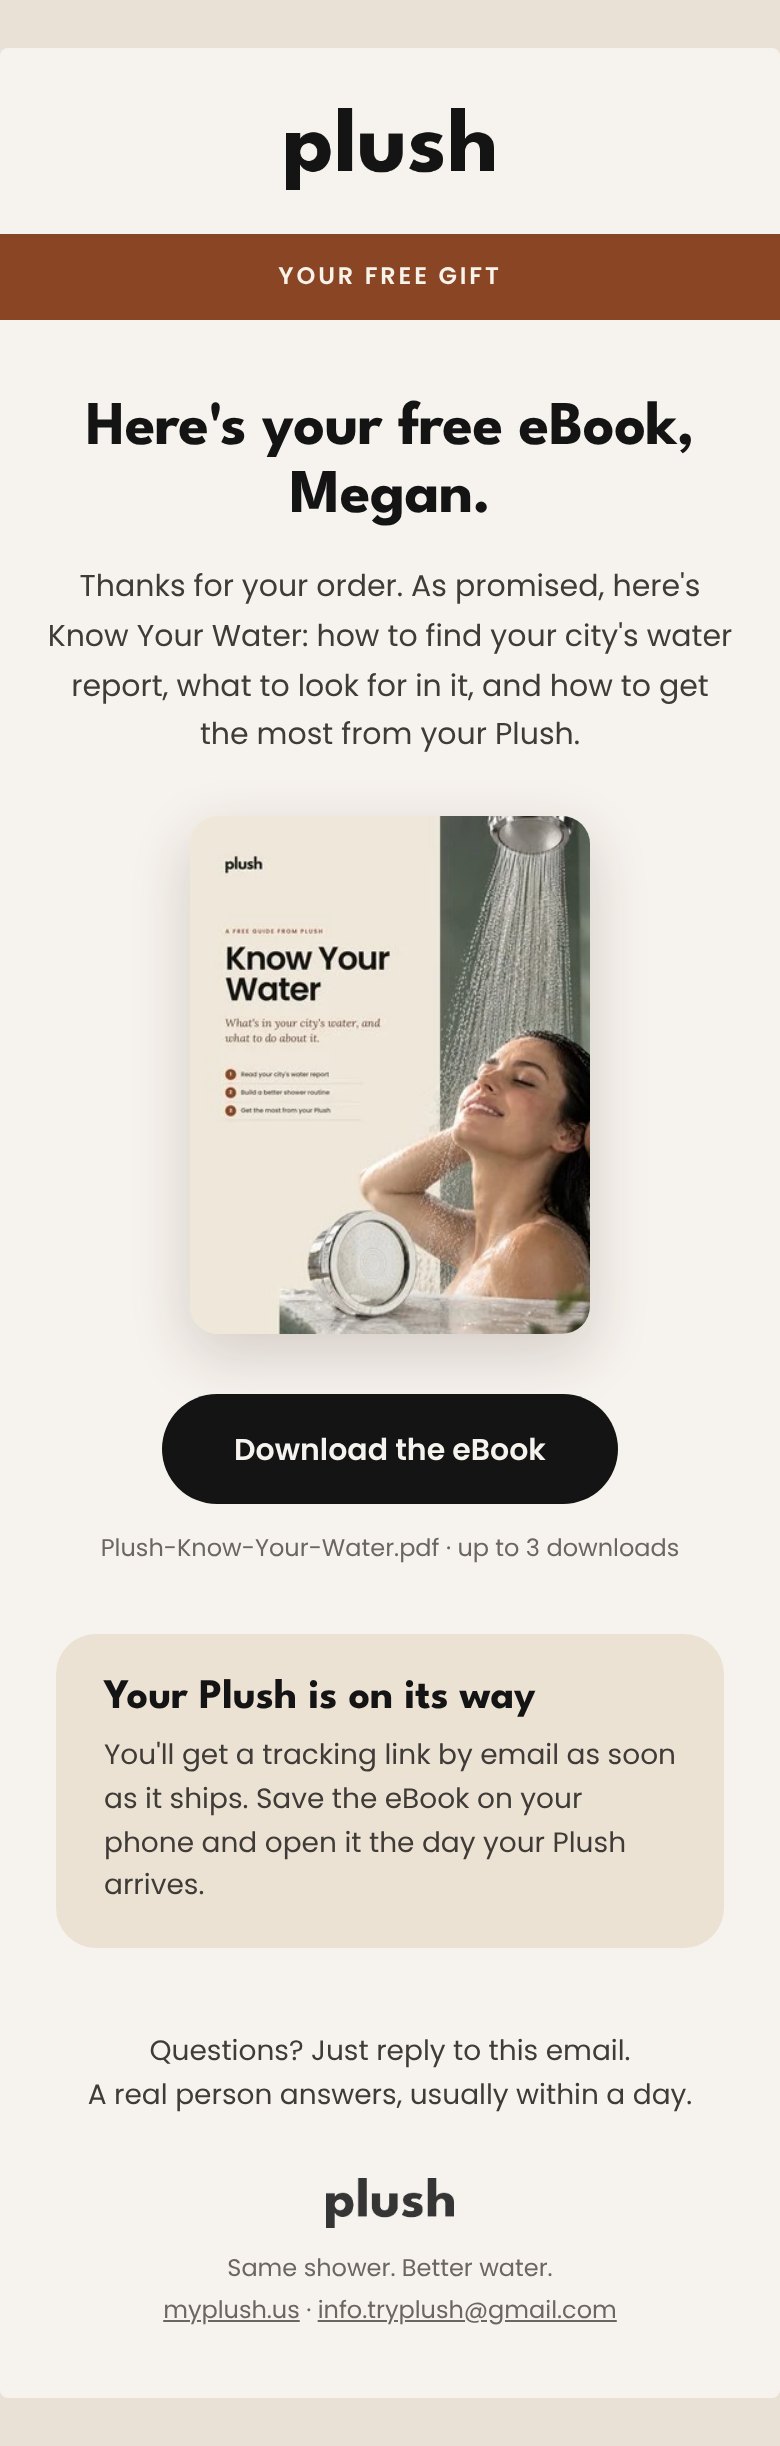 plush
YOUR FREE GIFT
Here's your free eBook,
Megan.
Thanks for your order. As promised, here's
Know Your Water: how to find your city's water
report, what to look for in it, and how to get
the most from your Plush.
plush
A FREE GUIDE FROM PLUSH
Know Your
Water
What's in your city's water, and
what to do about it.
1 Read your city's water report
2 Build a better shower routine
3 Get the most from your Plush
Download the eBook
Plush-Know-Your-Water.pdf · up to 3 downloads
Your Plush is on its way
You'll get a tracking link by email as soon
as it ships. Save the eBook on your
phone and open it the day your Plush
arrives.
Questions? Just reply to this email.
A real person answers, usually within a day.
plush
Same shower. Better water.
myplush.us · info.tryplush@gmail.com